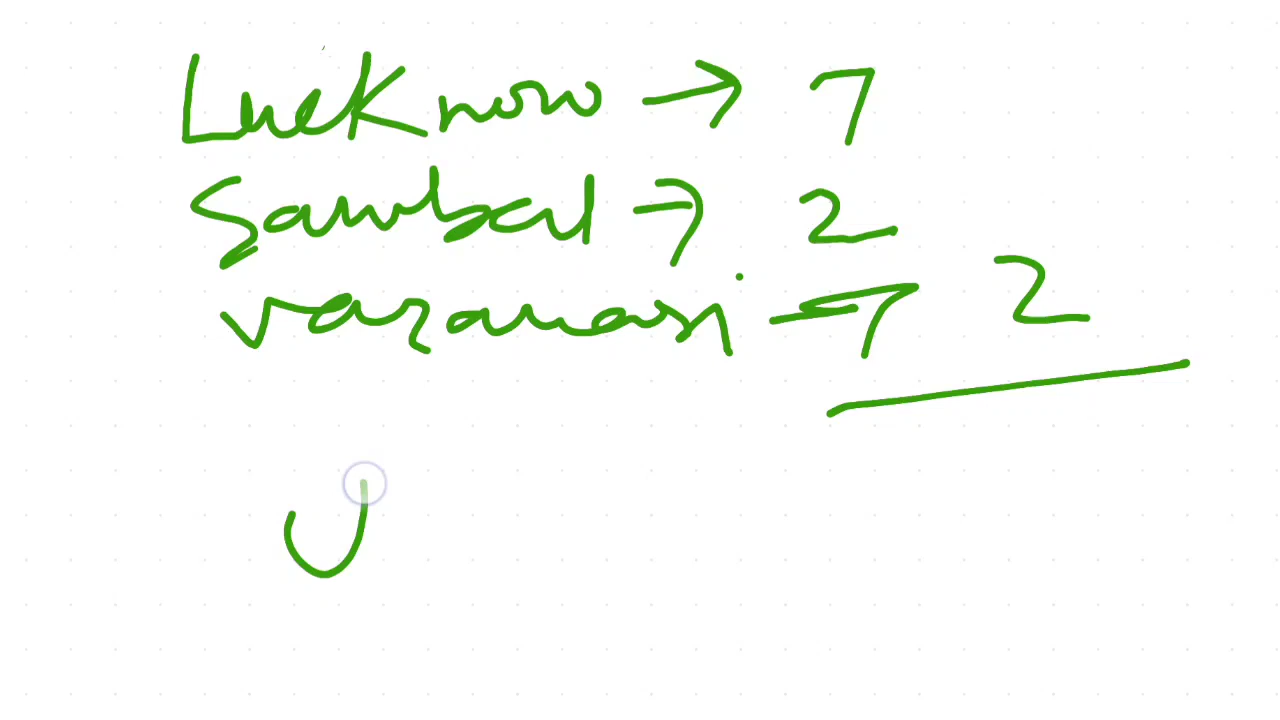 Lucknow → 7
Sambal → 2
varanasi → 2
U